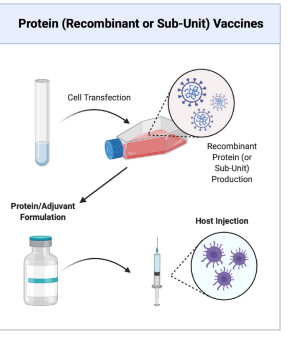 Protein (Recombinant or Sub-Unit) Vaccines
Cell Transfection
Recombinant
Protein (or
Sub-Unit)
Production
Protein/Adjuvant
Formulation
Host Injection